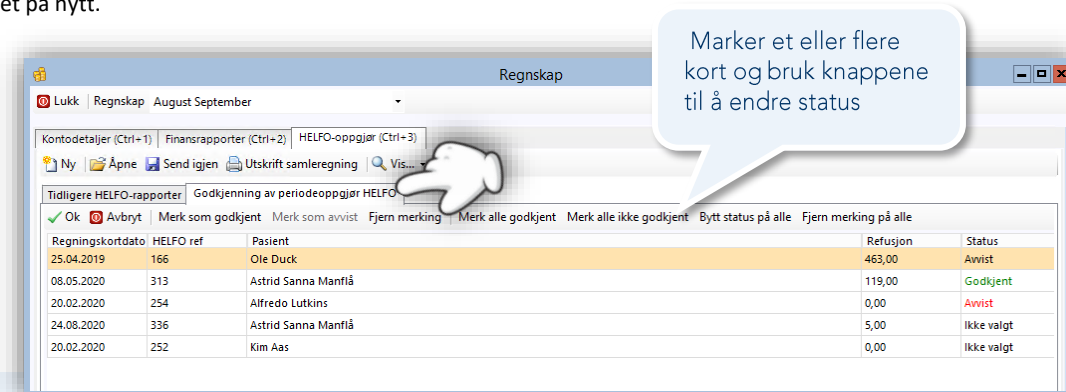 et på nytt.
Marker et eller flere
kort og bruk knappene
til å endre status
Regnskap
Lukk Regnskap August September
Kontodetaljer (Ctrl+1) Finansrapporter (Ctrl+2) HELFO-oppgjør (Ctrl+3)
Ny Åpne Send igjen Utskrift samleregning Vis...
Tidligere HELFO-rapporter Godkjenning av periodeoppgjør HELFO
Ok Avbryt Merk som godkjent Merk som avvist Fjern merking Merk alle godkjent Merk alle ikke godkjent Bytt status på alle Fjern merking på alle
Regningskortdato HELFO ref Pasient Refusjon Status
25.04.2019 166 Ole Duck 463,00 Avvist
08.05.2020 313 Astrid Sanna Manflå 119,00 Godkjent
20.02.2020 254 Alfredo Lutkins 0,00 Avvist
24.08.2020 336 Astrid Sanna Manflå 5,00 Ikke valgt
20.02.2020 252 Kim Aas 0,00 Ikke valgt